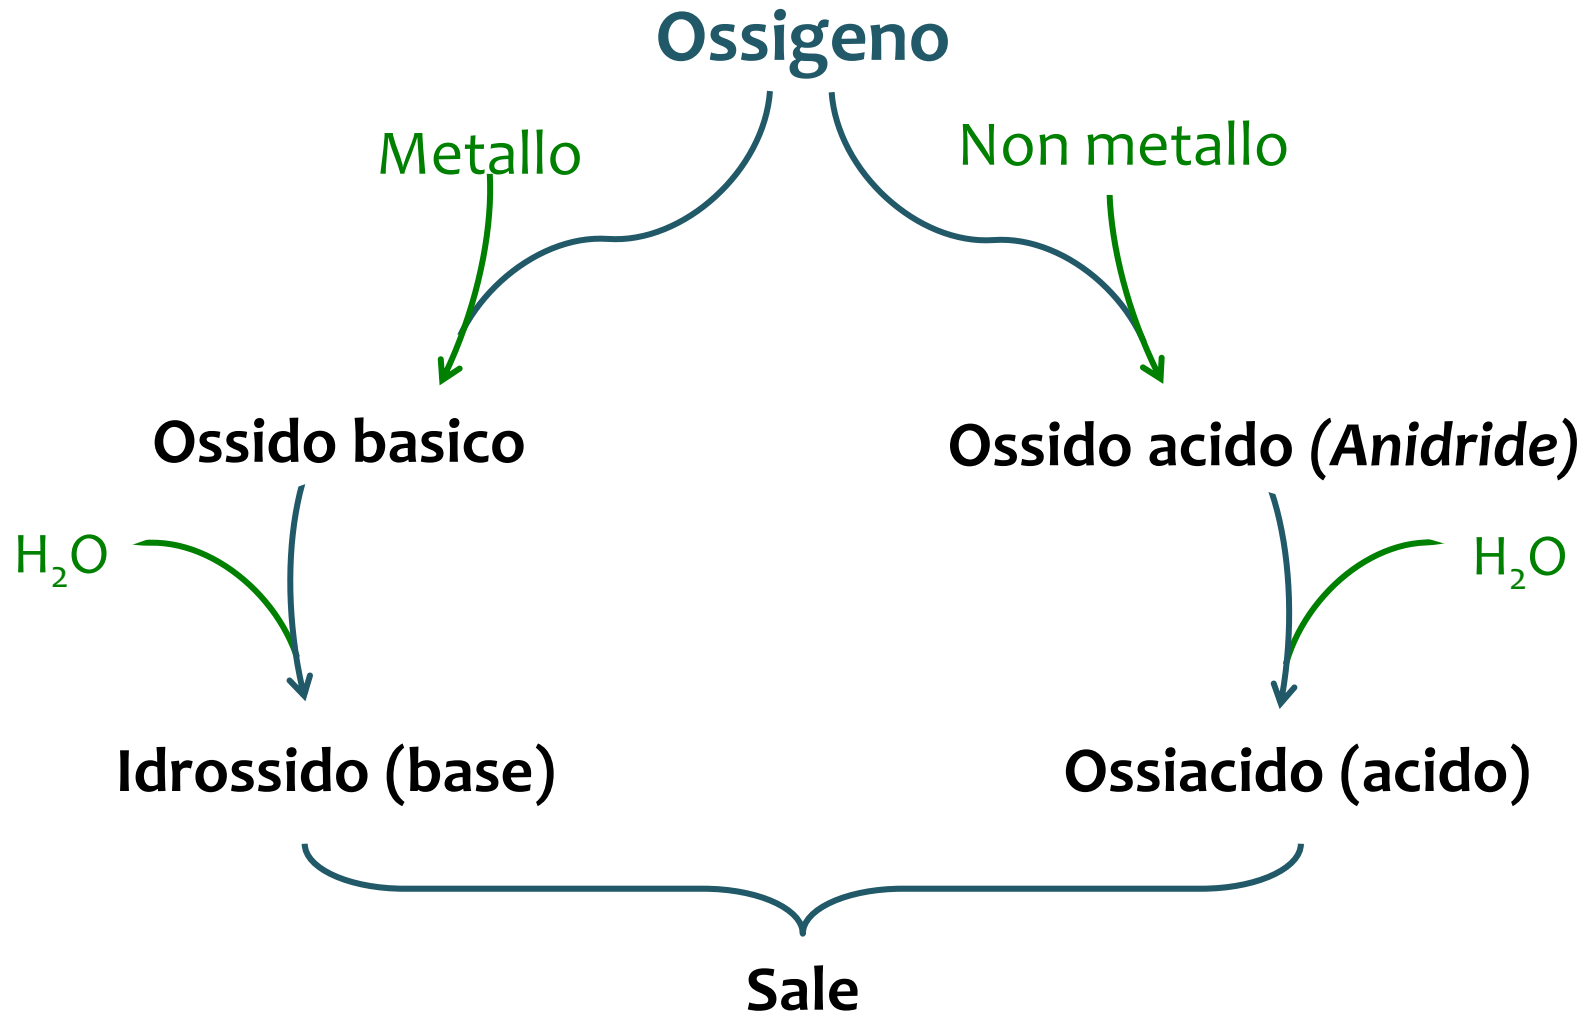 Ossigeno
Metallo
Non metallo
Ossido basico
Ossido acido (Anidride)
H₂O
H₂O
Idrossido (base)
Ossiacido (acido)
Sale